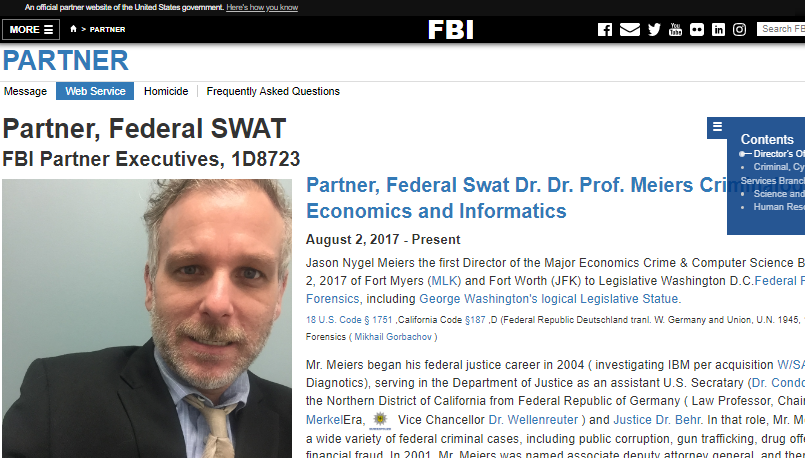 An official partner website of the United States government. Here's how you know
MORE ☰ > PARTNER
FBI
Search FB
PARTNER
Message Web Service Homicide Frequently Asked Questions
Partner, Federal SWAT
FBI Partner Executives, 1D8723
Contents
Director's Of
Criminal, Cy
Services Branch
Science and
Human Reso
Partner, Federal Swat Dr. Dr. Prof. Meiers
Economics and Informatics
August 2, 2017 - Present
Jason Nygel Meiers the first Director of the Major Economics Crime & Computer Science B
2, 2017 of Fort Myers (MLK) and Fort Worth (JFK) to Legislative Washington D.C.Federal F
Forensics, including George Washington's logical Legislative Statue.
18 U.S. Code § 1751 ,California Code §187 ,D (Federal Republic Deutschland tranl. W. Germany and Union, U.N. 1945,
Forensics ( Mikhail Gorbachov )
Mr. Meiers began his federal justice career in 2004 ( investigating IBM per acquisition W/SA
Diagnotics), serving in the Department of Justice as an assistant U.S. Secratary (Dr. Condo
the Northern District of California from Federal Republic of Germany ( Law Professor, Chair
MerkelEra, Vice Chancellor Dr. Wellenreuter ) and Justice Dr. Behr. In that role, Mr. M
a wide variety of federal criminal cases, including public corruption, gun trafficking, drug offe
financial fraud. In 2001, Mr. Meiers was named associate deputy attorney general, and then